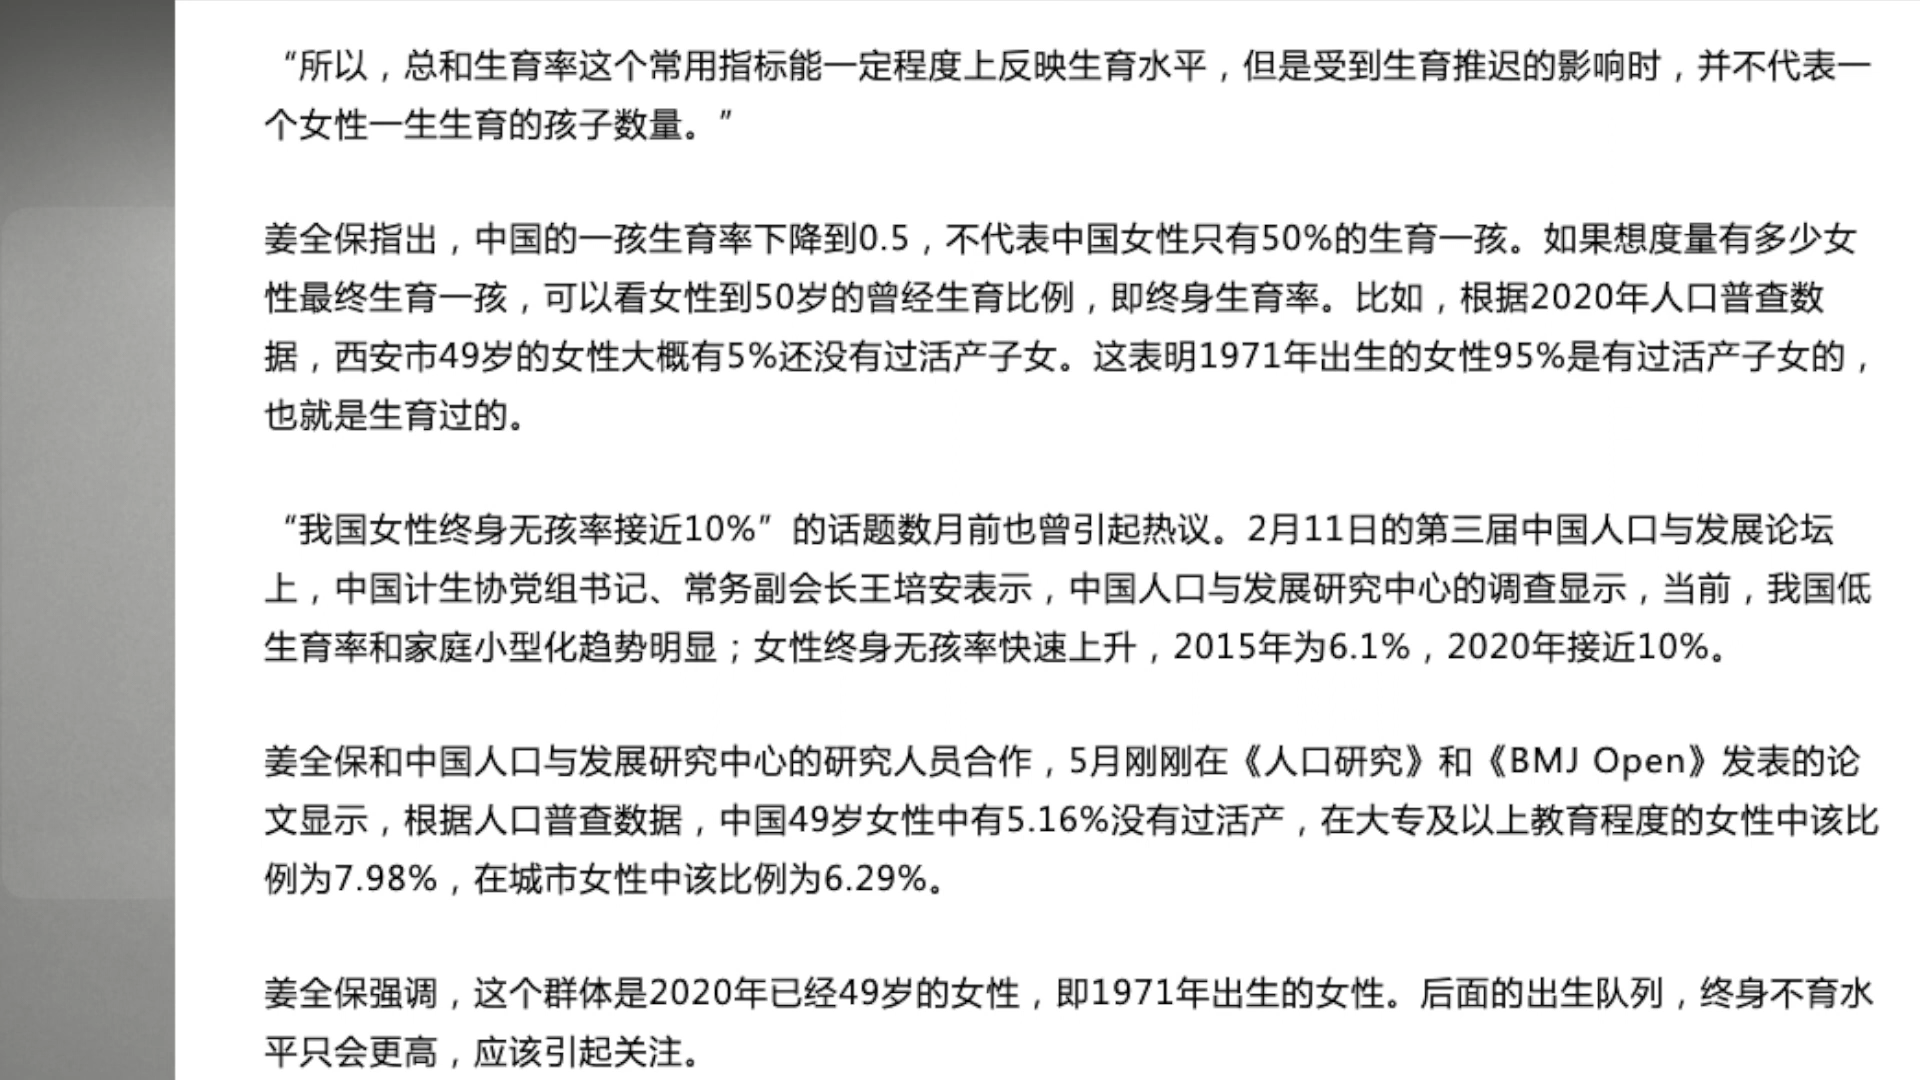 “所以，总和生育率这个常用指标能一定程度上反映生育水平，但是受到生育推迟的影响时，并不代表一
个女性一生生育的孩子数量。”
姜全保指出，中国的一孩生育率下降到0.5，不代表中国女性只有50%的生育一孩。如果想度量有多少女
性最终生育一孩，可以看女性到50岁的曾经生育比例，即终身生育率。比如，根据2020年人口普查数
据，西安市49岁的女性大概有5%还没有过活产子女。这表明1971年出生的女性95%是有过活产子女的，
也就是生育过的。
“我国女性终身无孩率接近10%”的话题数月前也曾引起热议。2月11日的第三届中国人口与发展论坛
上，中国计生协党组书记、常务副会长王培安表示，中国人口与发展研究中心的调查显示，当前，我国低
生育率和家庭小型化趋势明显；女性终身无孩率快速上升，2015年为6.1%，2020年接近10%。
姜全保和中国人口与发展研究中心的研究人员合作，5月刚刚在《人口研究》和《BMJ Open》发表的论
文显示，根据人口普查数据，中国49岁女性中有5.16%没有过活产，在大专及以上教育程度的女性中该比
例为7.98%，在城市女性中该比例为6.29%。
姜全保强调，这个群体是2020年已经49岁的女性，即1971年出生的女性。后面的出生队列，终身不育水
平只会更高，应该引起关注。